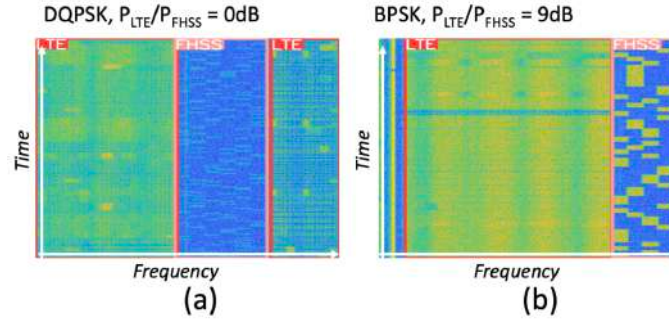 DQPSK, P_LTE/P_FHSS = 0dB
BPSK, P_LTE/P_FHSS = 9dB
LTE
FHSS
LTE
LTE
FHSS
Time
Time
Frequency
Frequency
(a)
(b)